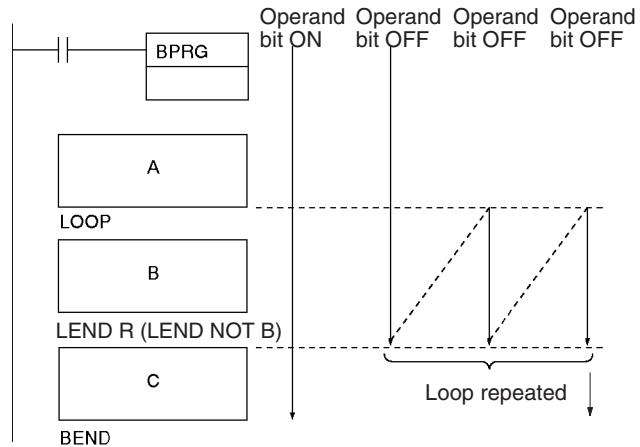 Operand bit ON
Operand bit OFF
Operand bit OFF
Operand bit OFF
BPRG
A
LOOP
B
LEND R (LEND NOT B)
C
Loop repeated
BEND